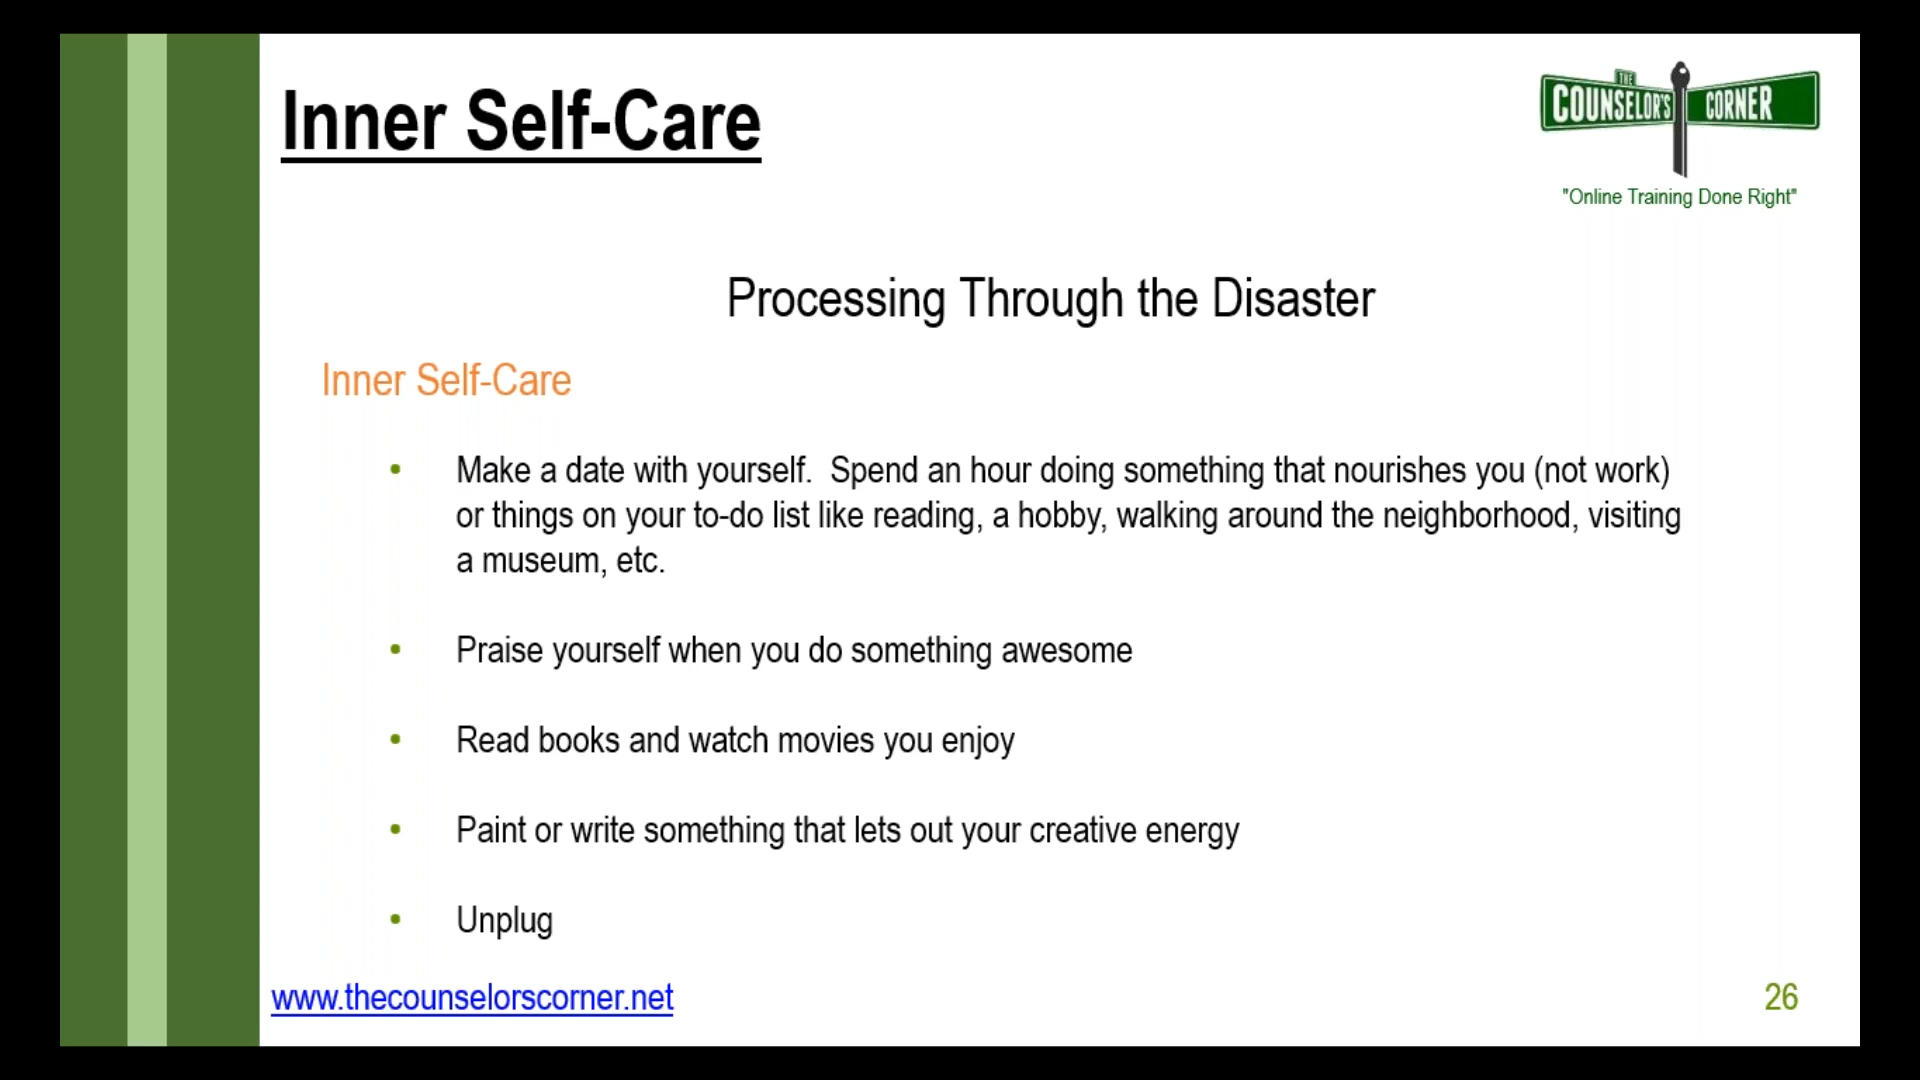 Inner Self-Care
THE
COUNSELOR'S CORNER
"Online Training Done Right"
Processing Through the Disaster
Inner Self-Care
• Make a date with yourself.  Spend an hour doing something that nourishes you (not work)
or things on your to-do list like reading, a hobby, walking around the neighborhood, visiting
a museum, etc.
• Praise yourself when you do something awesome
• Read books and watch movies you enjoy
• Paint or write something that lets out your creative energy
• Unplug
www.thecounselorscorner.net
26